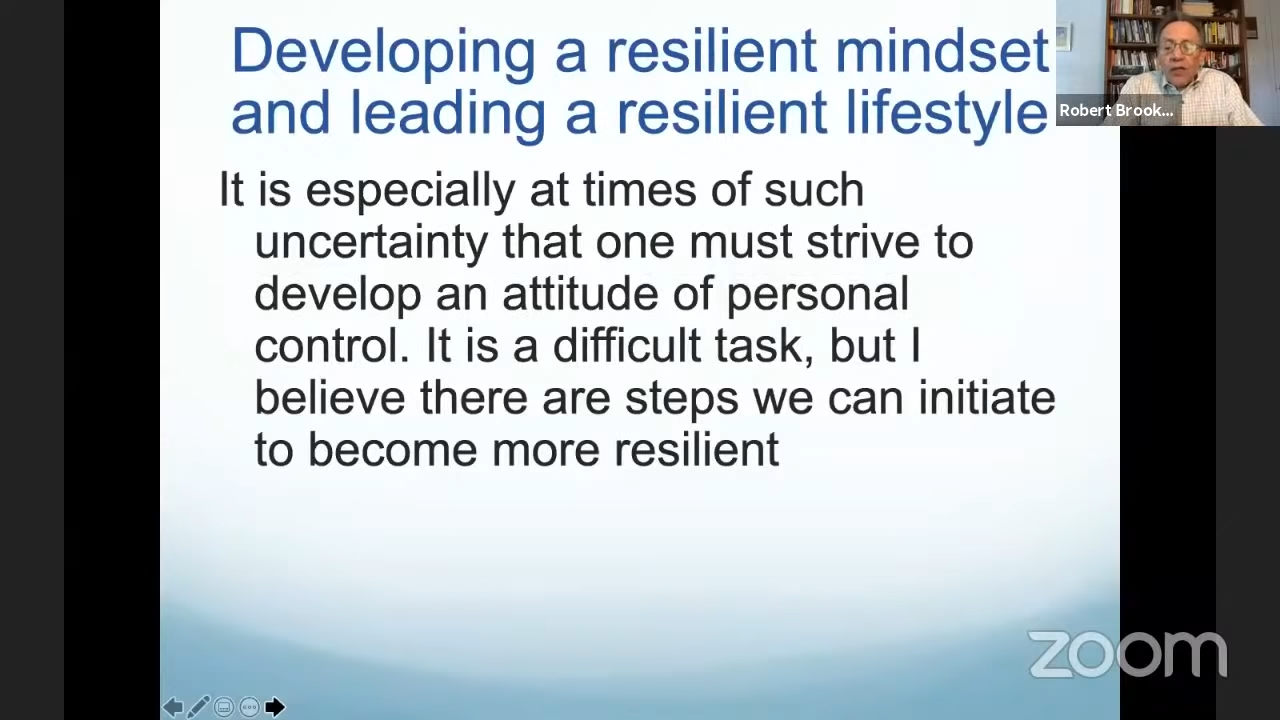 Developing a resilient mindset
and leading a resilient lifestyle
Robert Brook...
It is especially at times of such
uncertainty that one must strive to
develop an attitude of personal
control. It is a difficult task, but I
believe there are steps we can initiate
to become more resilient
zoom